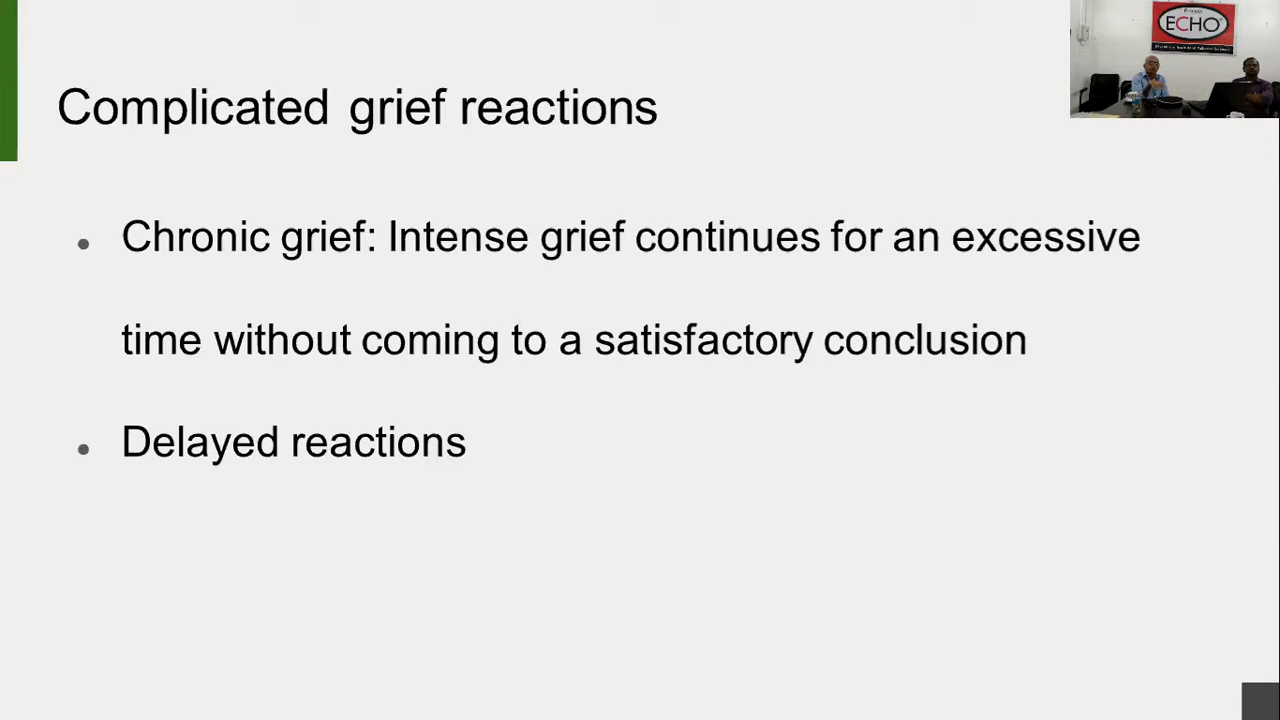 ECHO
Complicated grief reactions
• Chronic grief: Intense grief continues for an excessive
time without coming to a satisfactory conclusion
• Delayed reactions